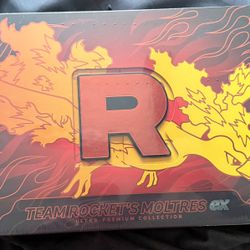 R
TEAM ROCKET'S MOLTRES ex
ULTRA PREMIUM COLLECTION